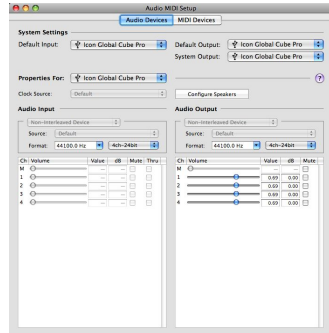 Audio MIDI Setup
Audio Devices MIDI Devices
System Settings
Default Input: Icon Global Cube Pro
Default Output: Icon Global Cube Pro
System Output: Icon Global Cube Pro
Properties For: Icon Global Cube Pro ?
Clock Source: Default
Configure Speakers
Audio Input
Non-Interleaved Device
Source: Default
Format: 44100.0 Hz 4ch-24bit
Ch Volume Value dB Mute Thru
M -- --
1 -- --
2 -- --
3 -- --
4 -- --
Audio Output
Non-Interleaved Device
Source: Default
Format: 44100.0 Hz 4ch-24bit
Ch Volume Value dB Mute
M -- --
1 0.69 0.00
2 0.69 0.00
3 0.69 0.00
4 0.69 0.00